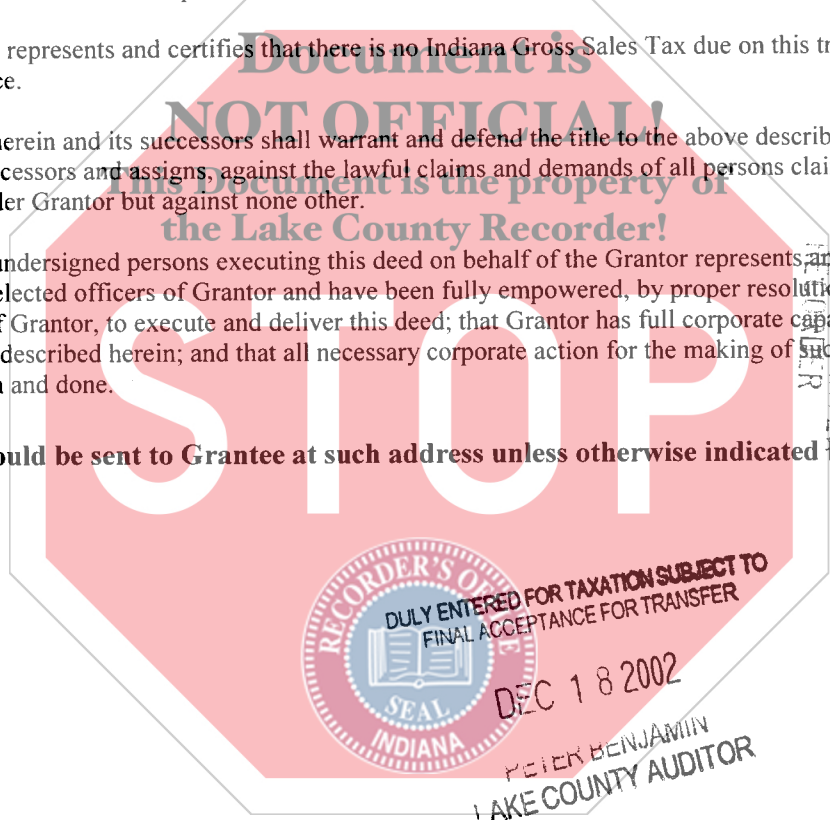 represents and certifies that there is no Indiana Gross Sales Tax due on this tr
ce.
Document is
NOT OFFICIAL!
This Document is the property of
the Lake County Recorder!
erein and its successors shall warrant and defend the title to the above describ
cessors and assigns, against the lawful claims and demands of all persons clai
ler Grantor but against none other.
undersigned persons executing this deed on behalf of the Grantor represents an
elected officers of Grantor and have been fully empowered, by proper resoluti
f Grantor, to execute and deliver this deed; that Grantor has full corporate capa
described herein; and that all necessary corporate action for the making of suc
n and done.
ould be sent to Grantee at such address unless otherwise indicated
STOP
RECORDER'S OFFICE
SEAL
INDIANA
DULY ENTERED FOR TAXATION SUBJECT TO
FINAL ACCEPTANCE FOR TRANSFER
DEC 18 2002
PETER BENJAMIN
LAKE COUNTY AUDITOR